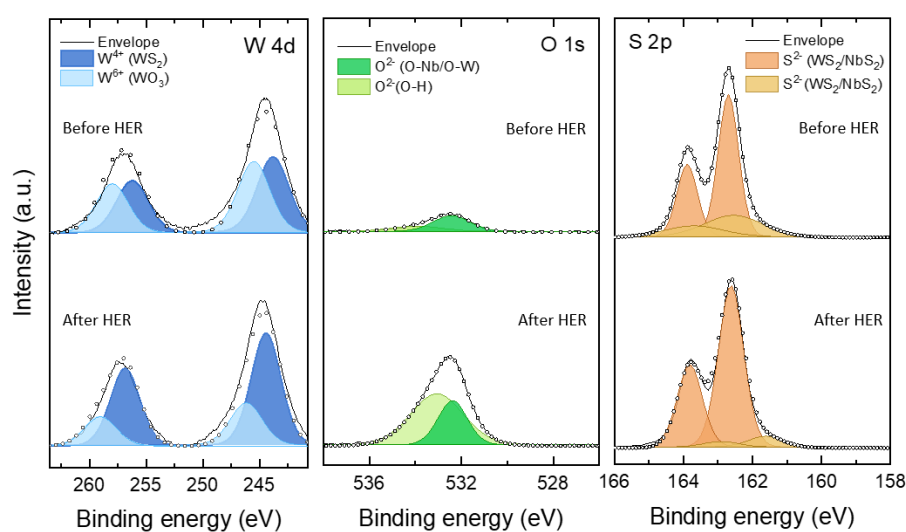 Intensity (a.u.)
W 4d
Envelope
W⁴⁺ (WS₂)
W⁶⁺ (WO₃)
Before HER
After HER
260 255 250 245
Binding energy (eV)
O 1s
Envelope
O²⁻ (O-Nb/O-W)
O²⁻(O-H)
Before HER
After HER
536 532 528
Binding energy (eV)
S 2p
Envelope
S²⁻ (WS₂/NbS₂)
S²⁻ (WS₂/NbS₂)
Before HER
After HER
166 164 162 160 158
Binding energy (eV)